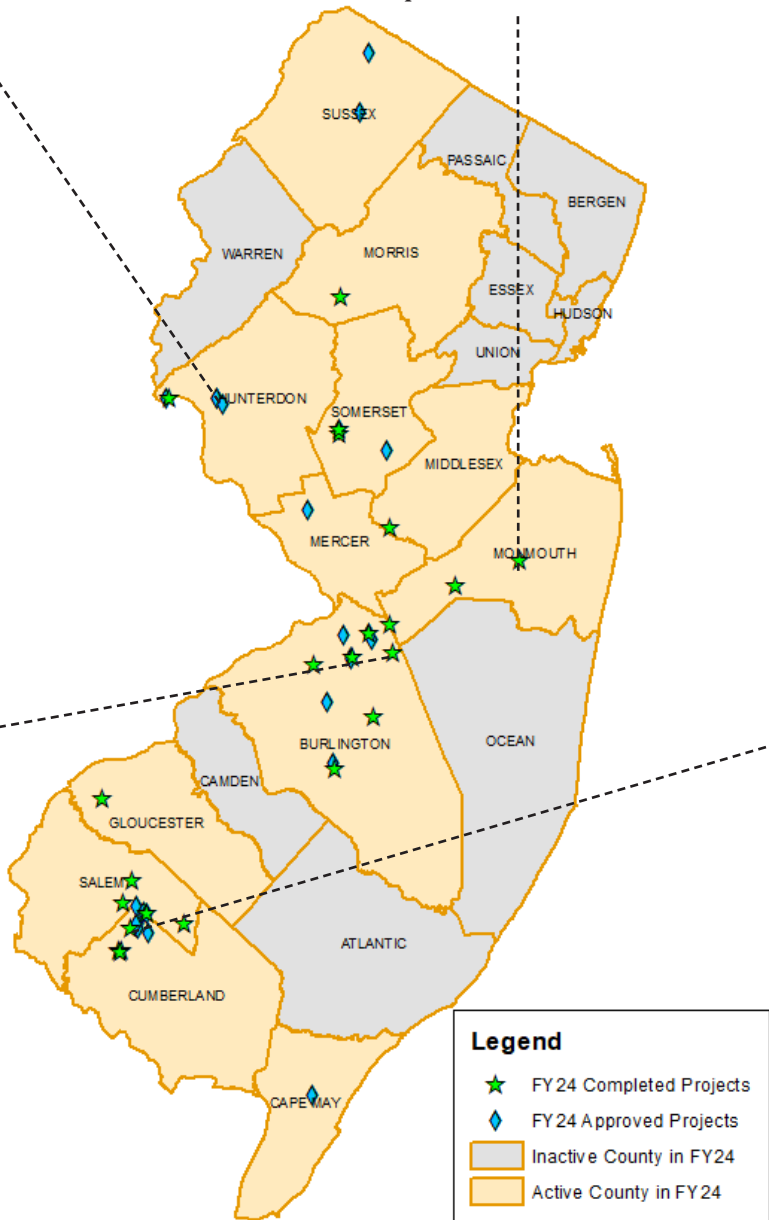 SUSSEX
PASSAIC
BERGEN
WARREN
MORRIS
ESSEX
HUDSON
UNION
HUNTERDON
SOMERSET
MIDDLESEX
MERCER
MONMOUTH
BURLINGTON
OCEAN
CAMDEN
GLOUCESTER
SALEM
ATLANTIC
CUMBERLAND
CAPE MAY
Legend
FY24 Completed Projects
FY24 Approved Projects
Inactive County in FY24
Active County in FY24